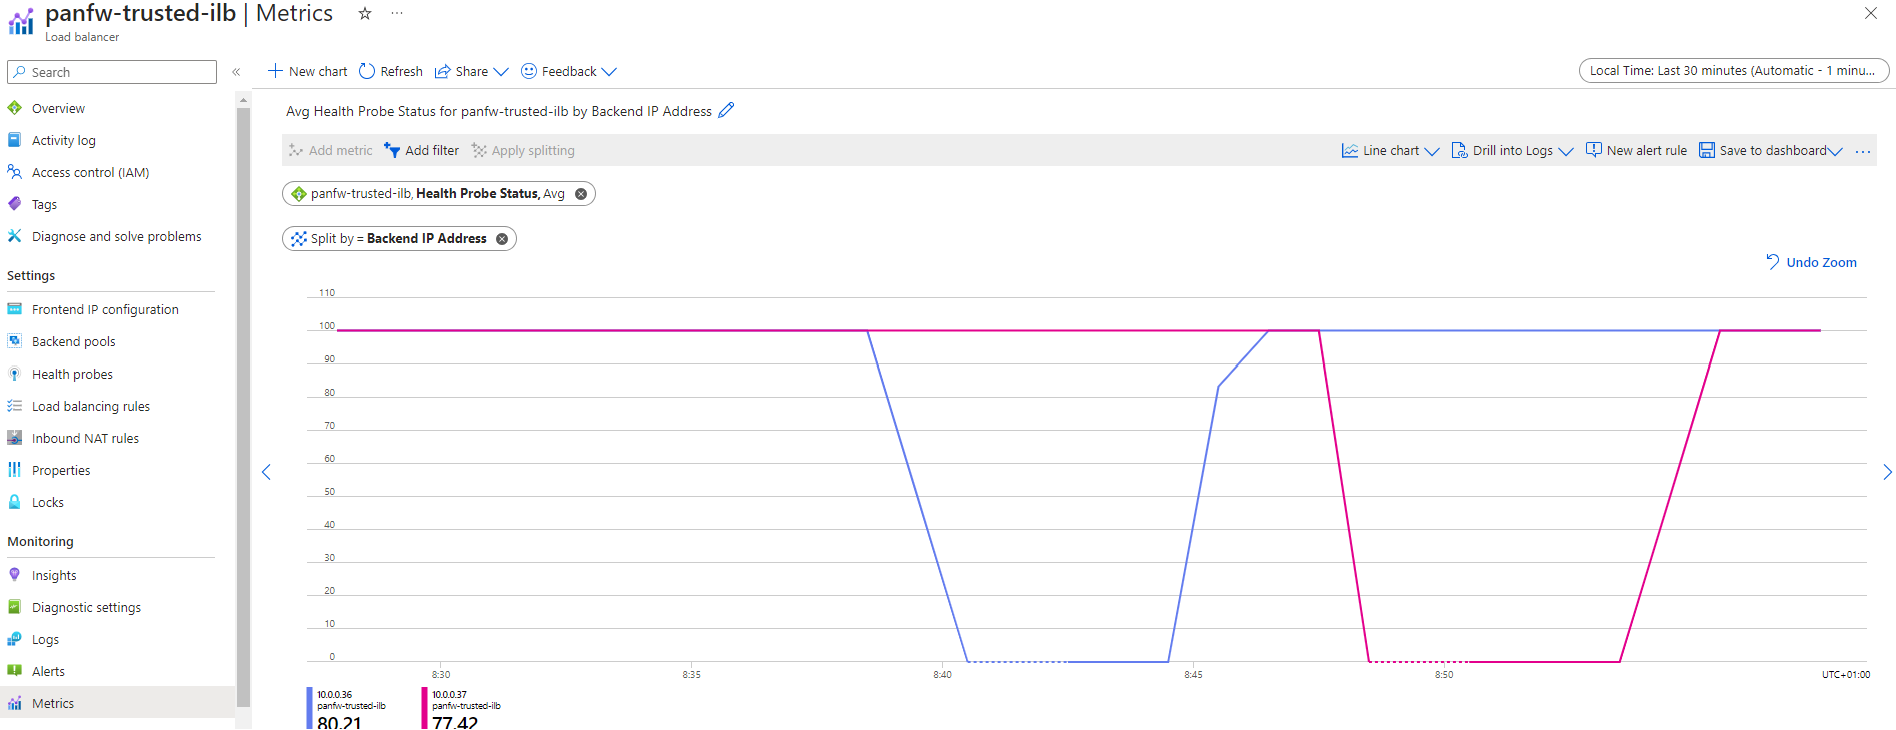 panfw-trusted-ilb | Metrics
Load balancer
Search
Overview
Activity log
Access control (IAM)
Tags
Diagnose and solve problems
Settings
Frontend IP configuration
Backend pools
Health probes
Load balancing rules
Inbound NAT rules
Properties
Locks
Monitoring
Insights
Diagnostic settings
Logs
Alerts
Metrics
New chart Refresh Share Feedback
Local Time: Last 30 minutes (Automatic - 1 minu...
Avg Health Probe Status for panfw-trusted-ilb by Backend IP Address
Add metric Add filter Apply splitting
Line chart Drill into Logs New alert rule Save to dashboard
panfw-trusted-ilb, Health Probe Status, Avg
Split by = Backend IP Address
Undo Zoom
110
100
90
80
70
60
50
40
30
20
10
0
8:30 8:35 8:40 8:45 8:50 UTC+01:00
10.0.0.36
panfw-trusted-ilb
80.21
10.0.0.37
panfw-trusted-ilb
77.42